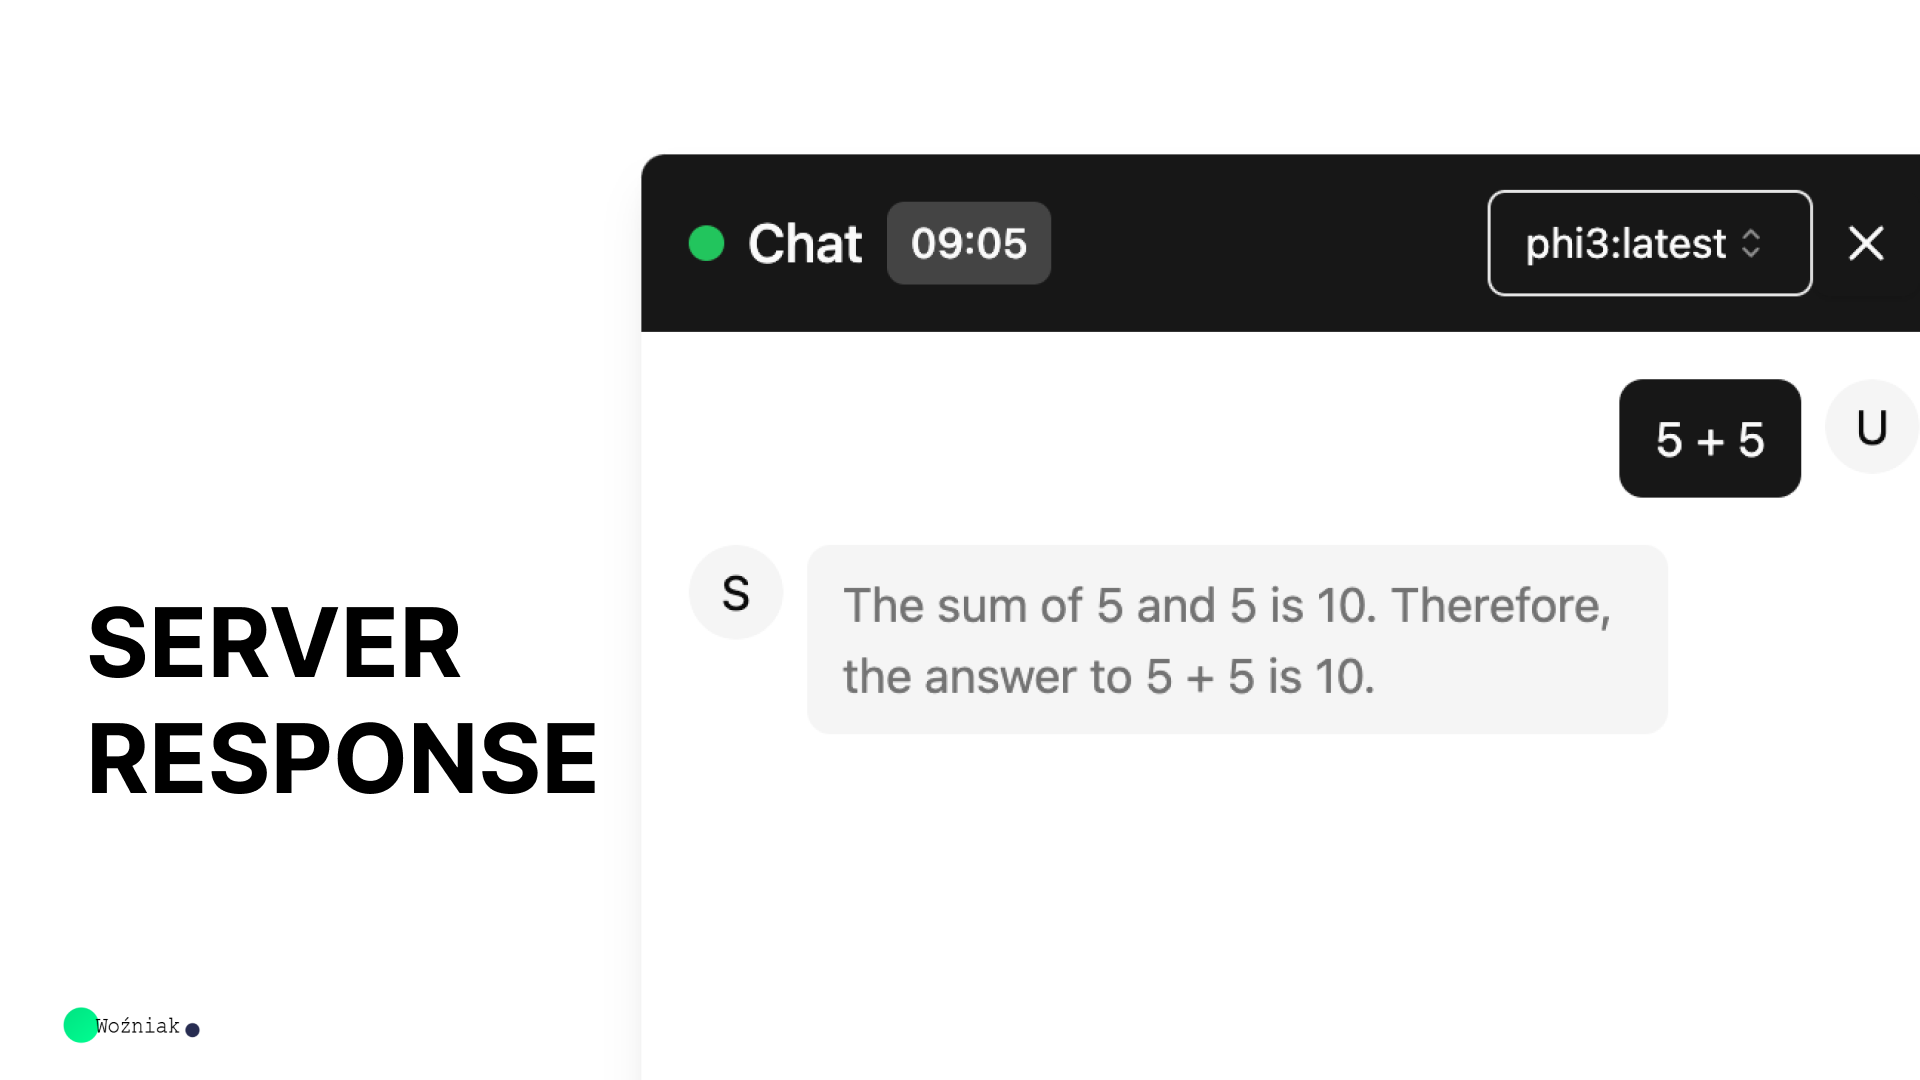 Chat 09:05 phi3:latest
5 + 5 U
S The sum of 5 and 5 is 10. Therefore,
the answer to 5 + 5 is 10.
SERVER
RESPONSE
Woźniak